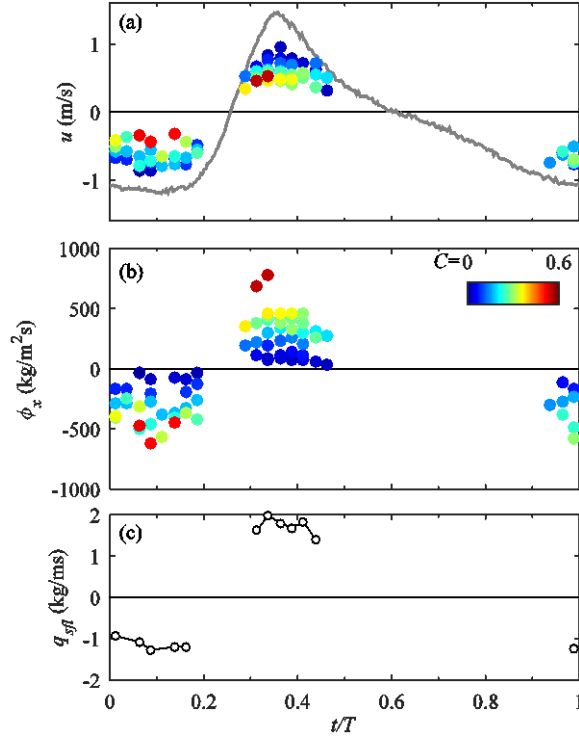 (a)
1
0
-1
u (m/s)
(b)
C=0 0.6
1000
500
0
-500
-1000
ϕx (kg/m²s)
(c)
2
1
0
-1
-2
qsfl (kg/ms)
0 0.2 0.4 0.6 0.8 1
t/T